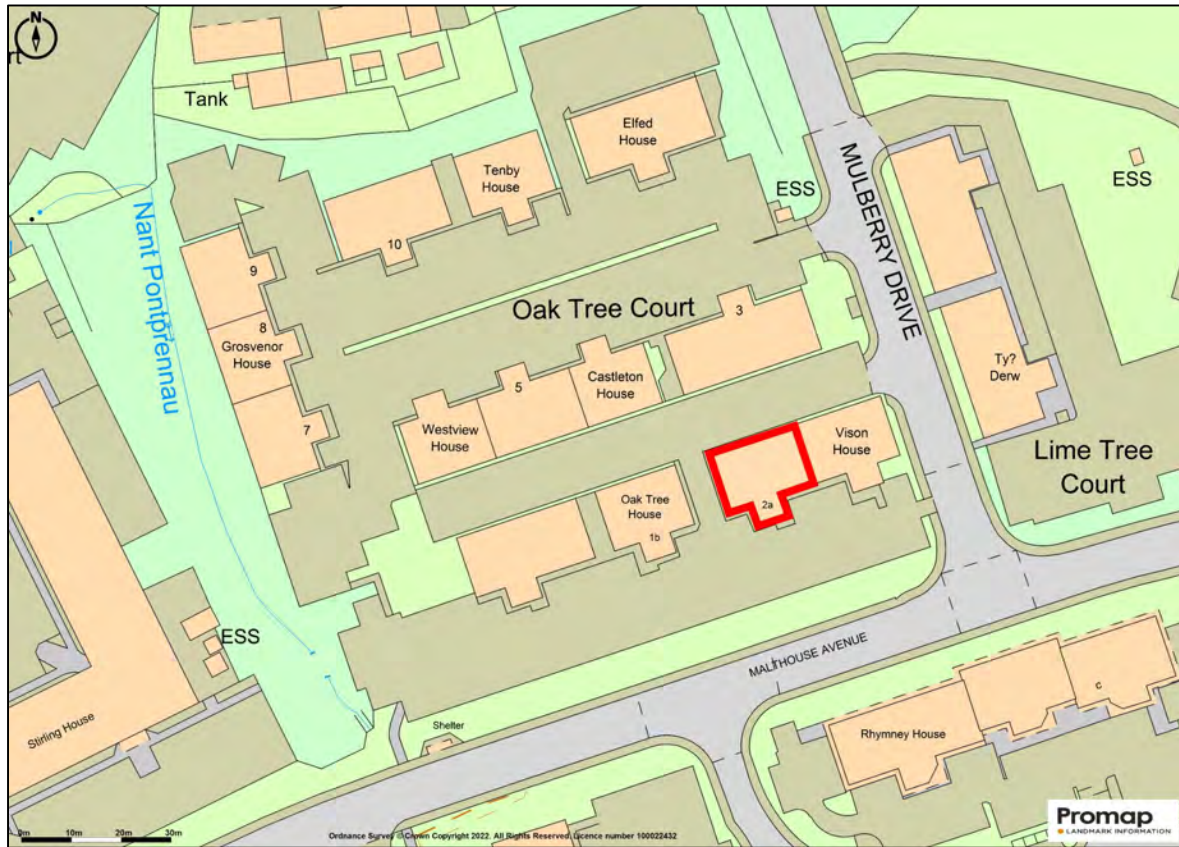 N
rt
Tank
Elfed
House
Tenby
House
ESS
MULBERRY DRIVE
ESS
Nant Pontprennau
10
9
8
Grosvenor
House
7
Oak Tree Court
3
5
Castleton
House
Westview
House
Ty?
Derw
Vison
House
Lime Tree
Court
2a
Oak Tree
House
1b
ESS
Stirling House
MALTHOUSE AVENUE
Shelter
c
Rhymney House
0m 10m 20m 30m
Ordnance Survey © Crown Copyright 2022. All Rights Reserved. Licence number 100022432
Promap
LANDMARK INFORMATION